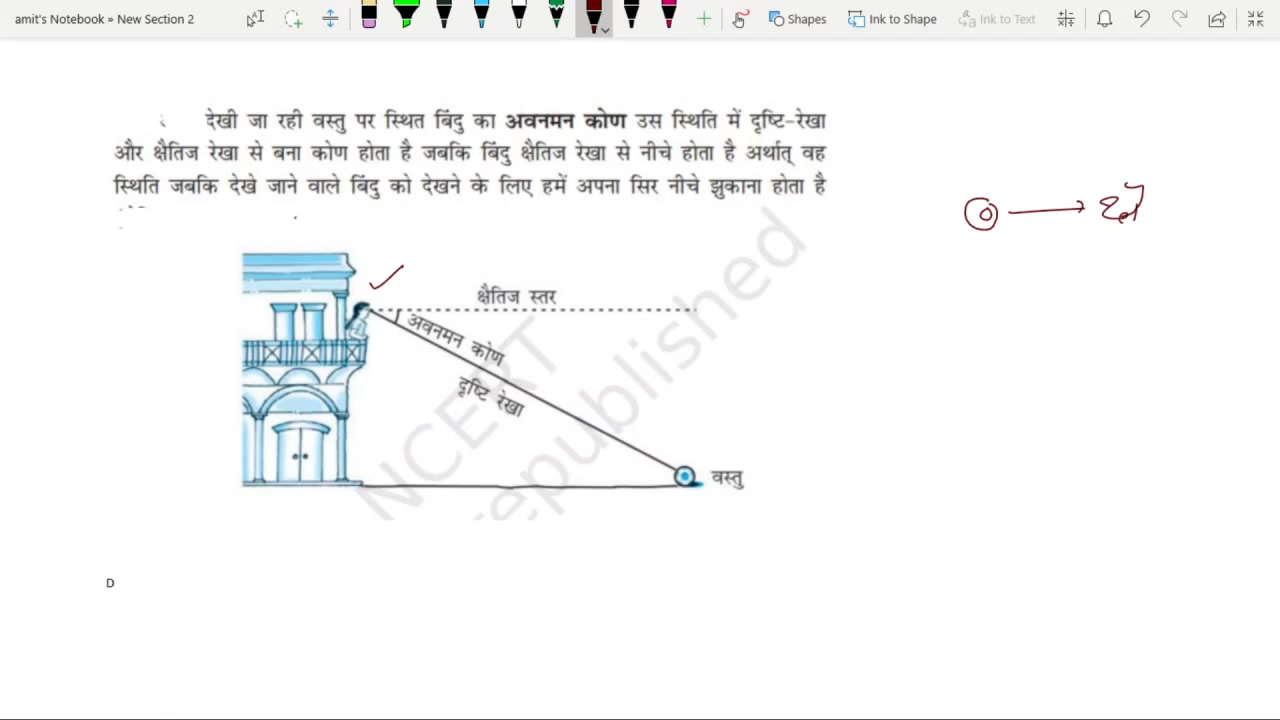 amit's Notebook » New Section 2
Shapes
Ink to Shape
Ink to Text
देखी जा रही वस्तु पर स्थित बिंदु का अवनमन कोण उस स्थिति में दृष्टि-रेखा
और क्षैतिज रेखा से बना कोण होता है जबकि बिंदु क्षैतिज रेखा से नीचे होता है अर्थात् वह
स्थिति जबकि देखे जाने वाले बिंदु को देखने के लिए हमें अपना सिर नीचे झुकाना होता है
क्षैतिज स्तर
अवनमन कोण
दृष्टि रेखा
वस्तु
NCERT
republished
D